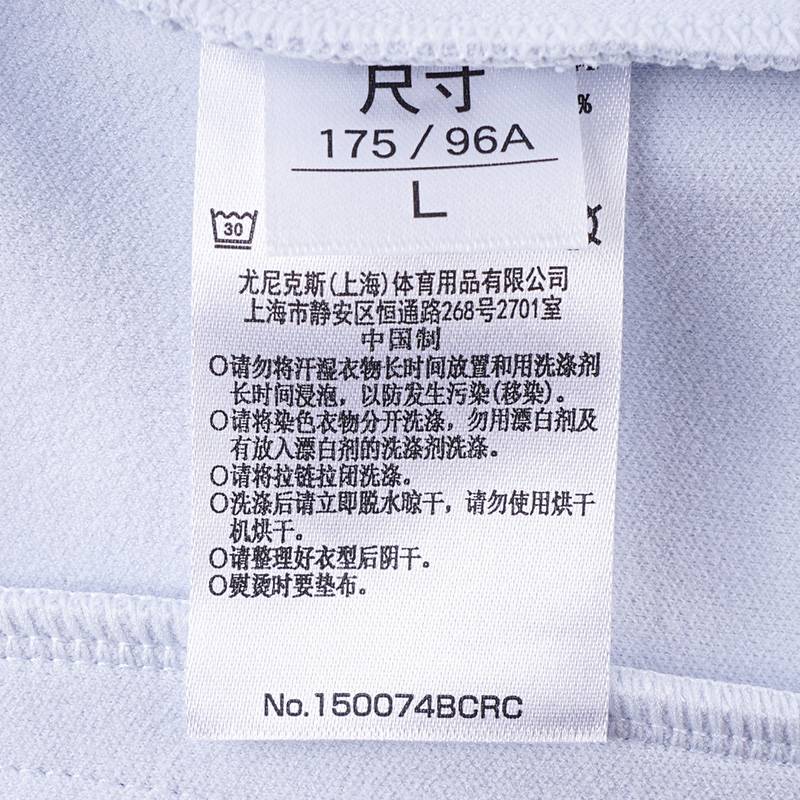 尺寸
%
175 / 96A
L
30
尤尼克斯(上海)体育用品有限公司
上海市静安区恒通路268号2701室
中国制
○请勿将汗湿衣物长时间放置和用洗涤剂
长时间浸泡，以防发生污染(移染)。
○请将染色衣物分开洗涤，勿用漂白剂及
有放入漂白剂的洗涤剂洗涤。
○请将拉链拉闭洗涤。
○洗涤后请立即脱水晾干，请勿使用烘干
机烘干。
○请整理好衣型后阴干。
○熨烫时要垫布。
No.150074BCRC